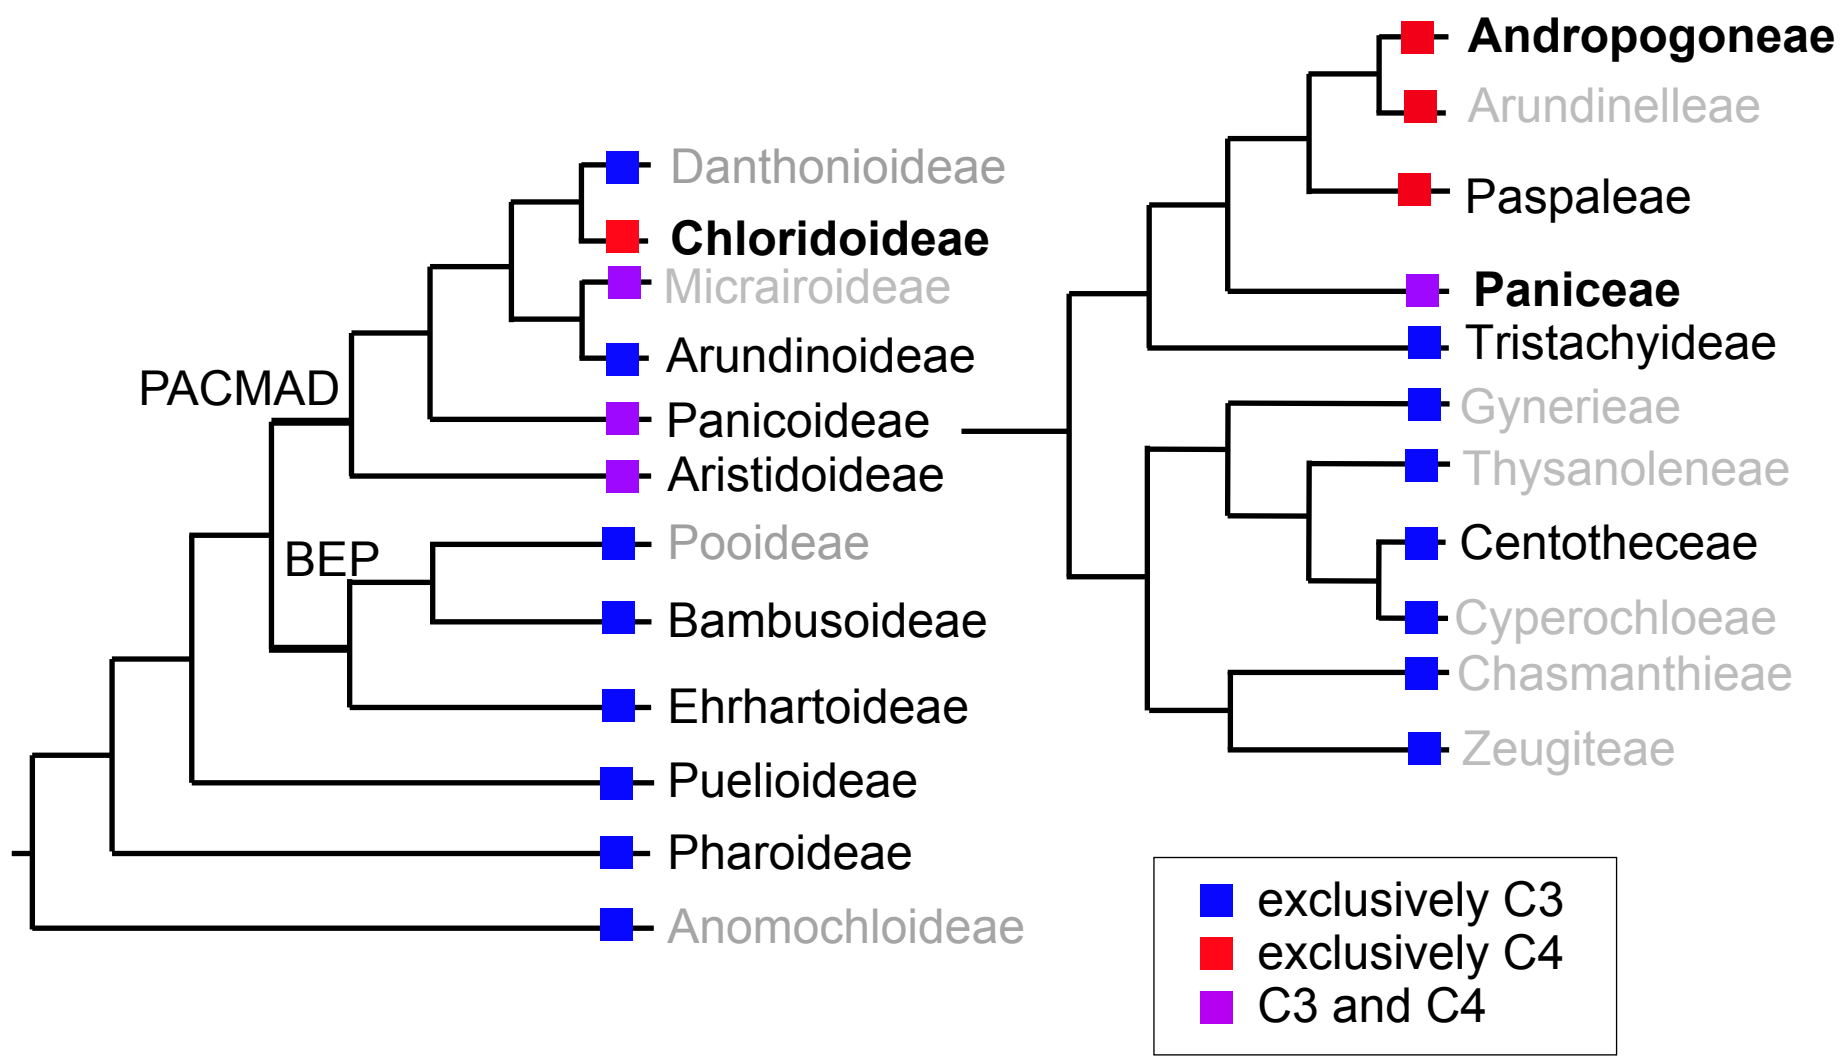 Danthonioideae
Chloridoideae
Micrairoideae
Arundinoideae
PACMAD
Panicoideae
Aristidoideae
Pooideae
BEP
Bambusoideae
Ehrhartoideae
Puelioideae
Pharoideae
Anomochloideae
Andropogoneae
Arundinelleae
Paspaleae
Paniceae
Tristachyideae
Gynerieae
Thysanoleneae
Centotheceae
Cyperochloeae
Chasmanthieae
Zeugiteae
exclusively C3
exclusively C4
C3 and C4